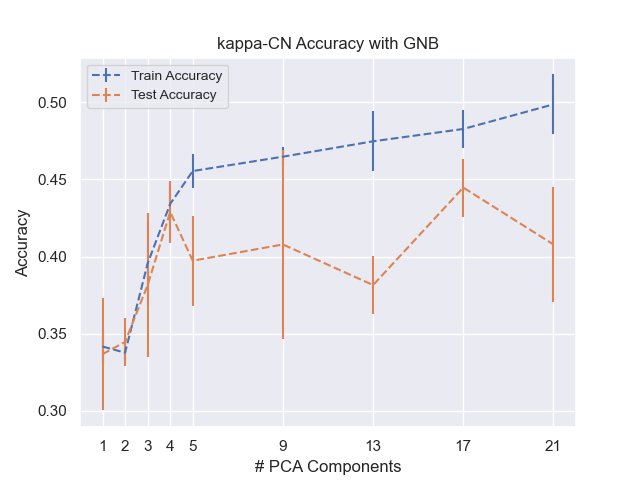 kappa-CN Accuracy with GNB
Train Accuracy
Test Accuracy
0.50
0.45
0.40
0.35
0.30
Accuracy
1 2 3 4 5 9 13 17 21
# PCA Components